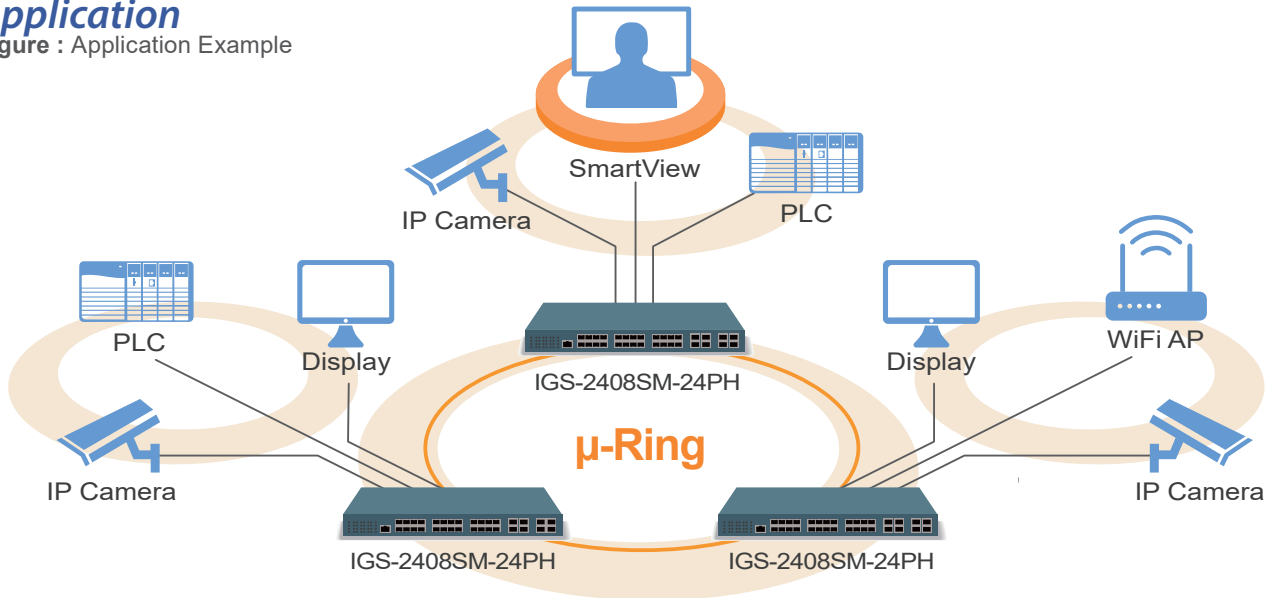 pplication
gure : Application Example
SmartView
IP Camera
PLC
PLC
Display
Display
WiFi AP
IGS-2408SM-24PH
µ-Ring
IP Camera
IP Camera
IGS-2408SM-24PH
IGS-2408SM-24PH